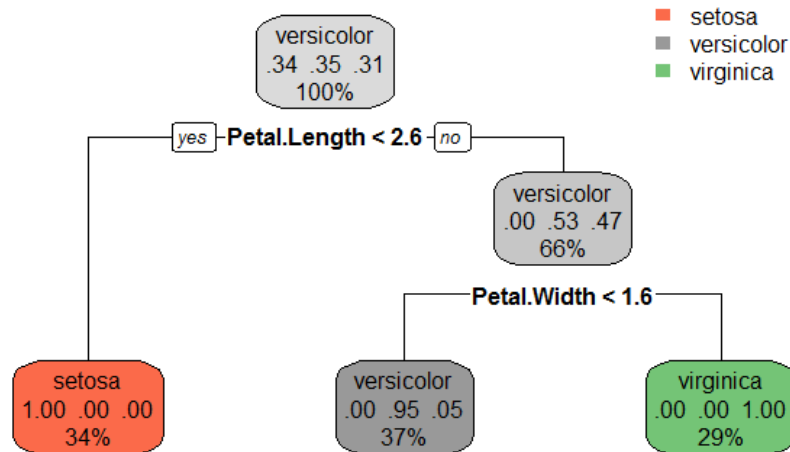 setosa
versicolor
virginica
versicolor
.34 .35 .31
100%
yes Petal.Length < 2.6 no
versicolor
.00 .53 .47
66%
Petal.Width < 1.6
setosa
1.00 .00 .00
34%
versicolor
.00 .95 .05
37%
virginica
.00 .00 1.00
29%